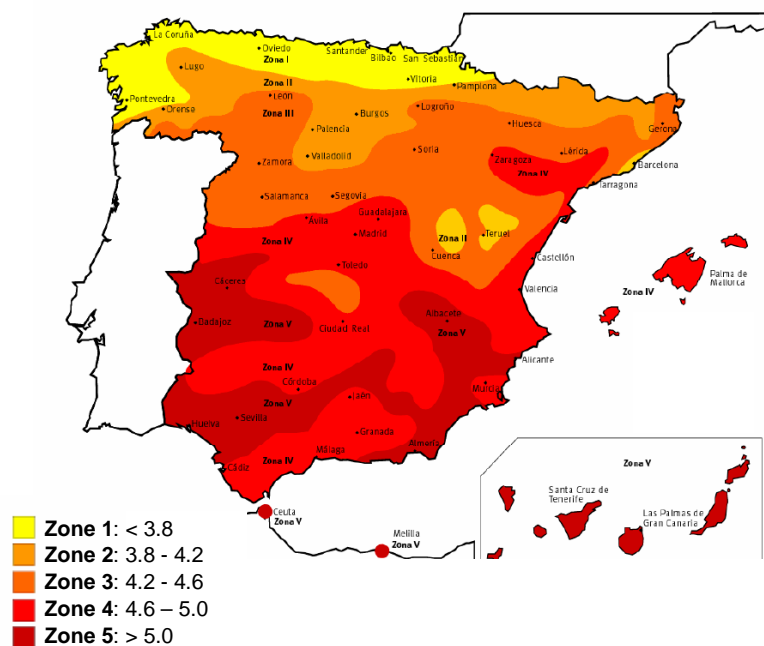 La Coruña
Oviedo
Santander
Bilbao
San Sebastián
Zona I
Lugo
Vitoria
Pamplona
Zona II
León
Pontevedra
Orense
Zona III
Burgos
Logroño
Palencia
Huesca
Gerona
Valladolid
Soria
Zaragoza
Lérida
Barcelona
Zamora
Zona IV
Tarragona
Salamanca
Segovia
Guadalajara
Ávila
Zona IV
Madrid
Zona II
Teruel
Cuenca
Toledo
Castellón
Cáceres
Valencia
Zona IV
Palma de
Mallorca
Badajoz
Zona V
Ciudad Real
Albacete
Zona V
Alicante
Zona IV
Córdoba
Murcia
Jaén
Zona V
Huelva
Sevilla
Granada
Almería
Málaga
Cádiz
Zona IV
Zona V
Santa Cruz de
Tenerife
Las Palmas de
Gran Canaria
Ceuta
Zona V
Melilla
Zona V
Zone 1: < 3.8
Zone 2: 3.8 - 4.2
Zone 3: 4.2 - 4.6
Zone 4: 4.6 – 5.0
Zone 5: > 5.0